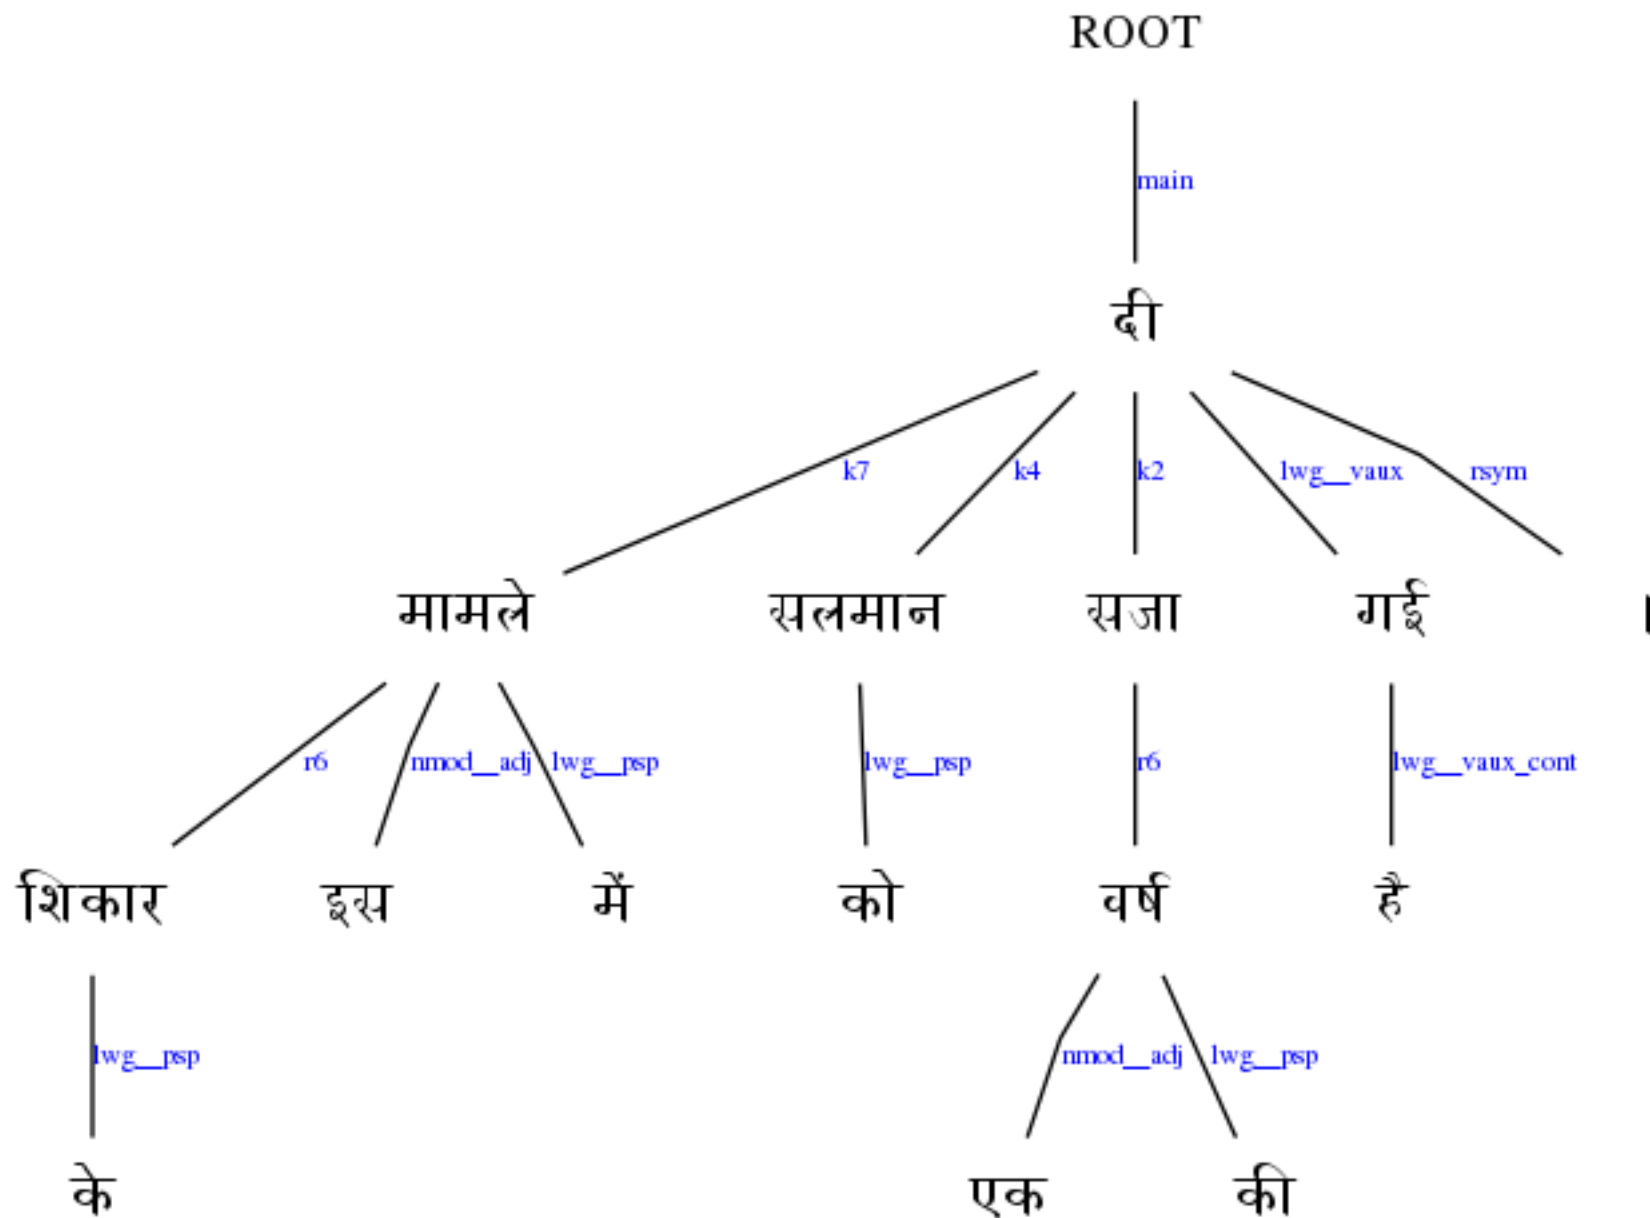 ROOT
main
दी
k7 k4 k2 lwg__vaux rsym
मामले सलमान सजा गई ।
r6 nmod__adj lwg__psp lwg__psp r6 lwg__vaux_cont
शिकार इस में को वर्ष है
lwg__psp nmod__adj lwg__psp
के एक की